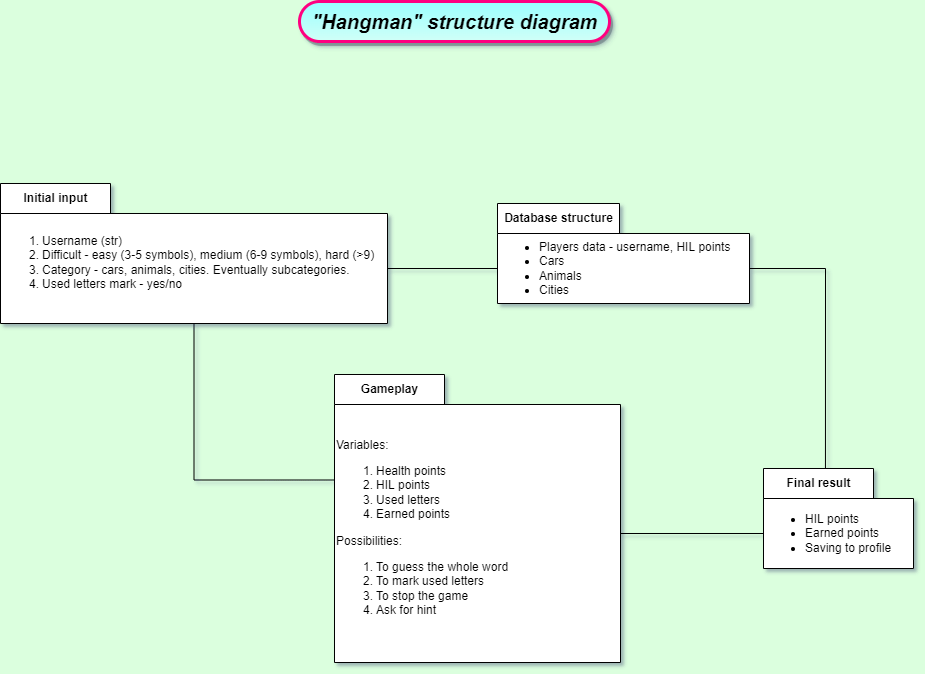 "Hangman" structure diagram
Initial input
1. Username (str)
2. Difficult - easy (3-5 symbols), medium (6-9 symbols), hard (>9)
3. Category - cars, animals, cities. Eventually subcategories.
4. Used letters mark - yes/no
Database structure
• Players data - username, HIL points
• Cars
• Animals
• Cities
Gameplay
Variables:
1. Health points
2. HIL points
3. Used letters
4. Earned points
Possibilities:
1. To guess the whole word
2. To mark used letters
3. To stop the game
4. Ask for hint
Final result
• HIL points
• Earned points
• Saving to profile